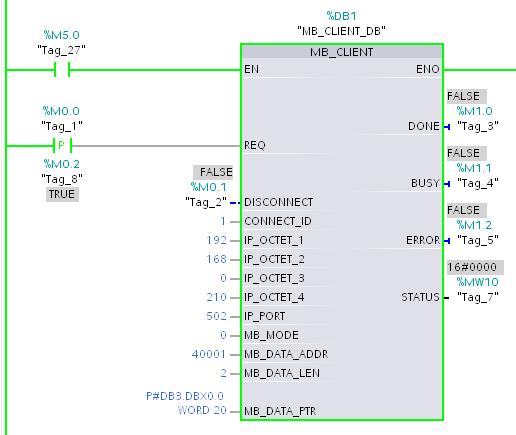 %DB1
"MB_CLIENT_DB"
%M5.0
"Tag_27"
MB_CLIENT
EN
ENO
%M0.0
"Tag_1"
P
%M0.2
"Tag_8"
TRUE
REQ
FALSE
%M1.0
DONE
"Tag_3"
FALSE
%M0.1
"Tag_2"
DISCONNECT
FALSE
%M1.1
BUSY
"Tag_4"
1
CONNECT_ID
192
IP_OCTET_1
FALSE
%M1.2
ERROR
"Tag_5"
168
IP_OCTET_2
0
IP_OCTET_3
16#0000
%MW10
210
IP_OCTET_4
STATUS
"Tag_7"
502
IP_PORT
0
MB_MODE
40001
MB_DATA_ADDR
2
MB_DATA_LEN
P#DB3.DBX0.0
WORD 20
MB_DATA_PTR